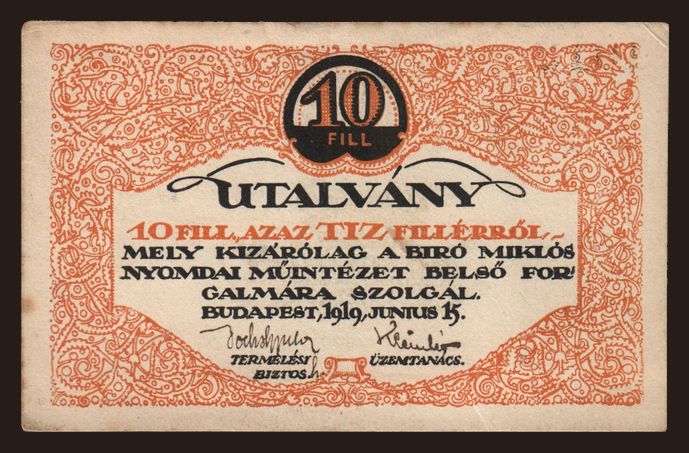 10
FILL
UTALVÁNY
10 FILL., AZAZ TIZ FILLÉRRŐL
MELY KIZÁRÓLAG A BIRÓ MIKLÓS
NYOMDAI MŰINTÉZET BELSŐ FOR-
GALMÁRA SZOLGÁL.
BUDAPEST, 1919, JUNIUS 15.
TERMELÉSI ÜZEMTANÁCS.
BIZTOS